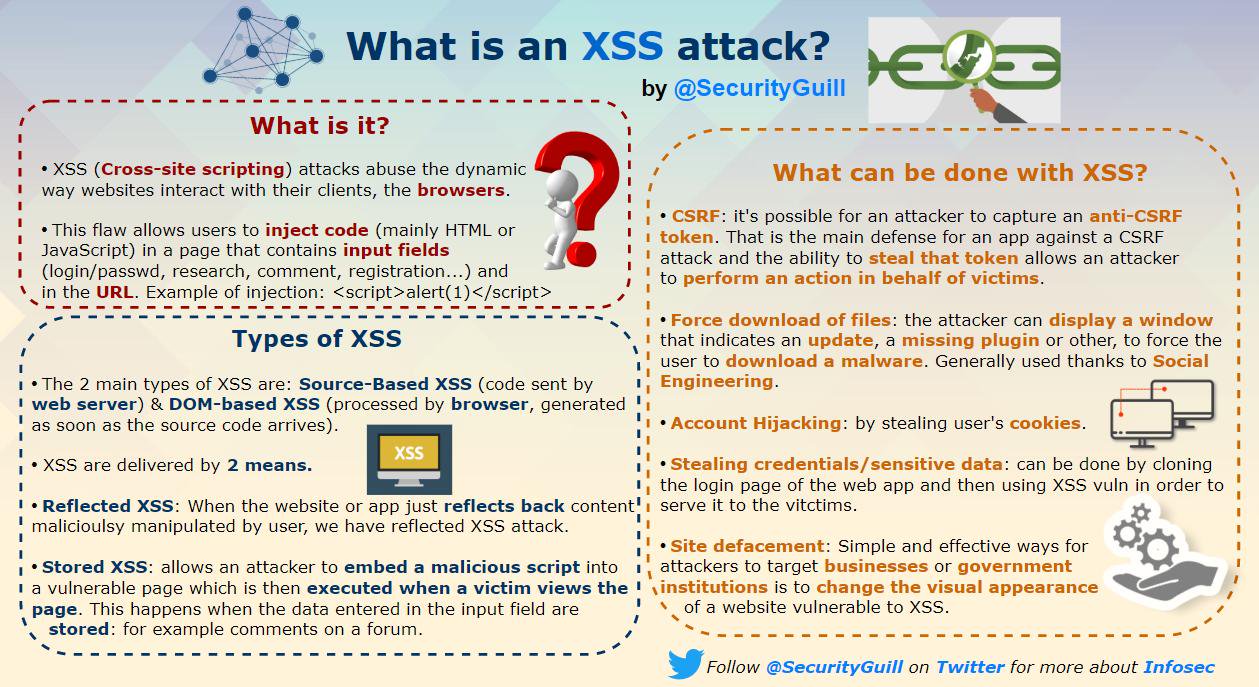 What is an XSS attack?
by @SecurityGuill
What is it?
• XSS (Cross-site scripting) attacks abuse the dynamic
way websites interact with their clients, the browsers.
• This flaw allows users to inject code (mainly HTML or
JavaScript) in a page that contains input fields
(login/passwd, research, comment, registration...) and
in the URL. Example of injection: <script>alert(1)</script>
Types of XSS
• The 2 main types of XSS are: Source-Based XSS (code sent by
web server) & DOM-based XSS (processed by browser, generated
as soon as the source code arrives).
• XSS are delivered by 2 means.
XSS
• Reflected XSS: When the website or app just reflects back content
malicioulsy manipulated by user, we have reflected XSS attack.
• Stored XSS: allows an attacker to embed a malicious script into
a vulnerable page which is then executed when a victim views the
page. This happens when the data entered in the input field are
stored: for example comments on a forum.
What can be done with XSS?
• CSRF: it's possible for an attacker to capture an anti-CSRF
token. That is the main defense for an app against a CSRF
attack and the ability to steal that token allows an attacker
to perform an action in behalf of victims.
• Force download of files: the attacker can display a window
that indicates an update, a missing plugin or other, to force the
user to download a malware. Generally used thanks to Social
Engineering.
• Account Hijacking: by stealing user's cookies.
• Stealing credentials/sensitive data: can be done by cloning
the login page of the web app and then using XSS vuln in order to
serve it to the vitctims.
• Site defacement: Simple and effective ways for
attackers to target businesses or government
institutions is to change the visual appearance
of a website vulnerable to XSS.
Follow @SecurityGuill on Twitter for more about Infosec